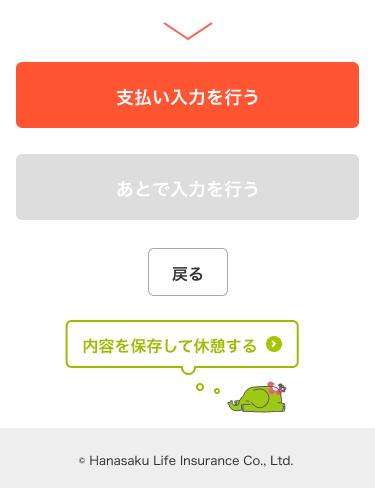 支払い入力を行う
あとで入力を行う
戻る
内容を保存して休憩する
© Hanasaku Life Insurance Co., Ltd.